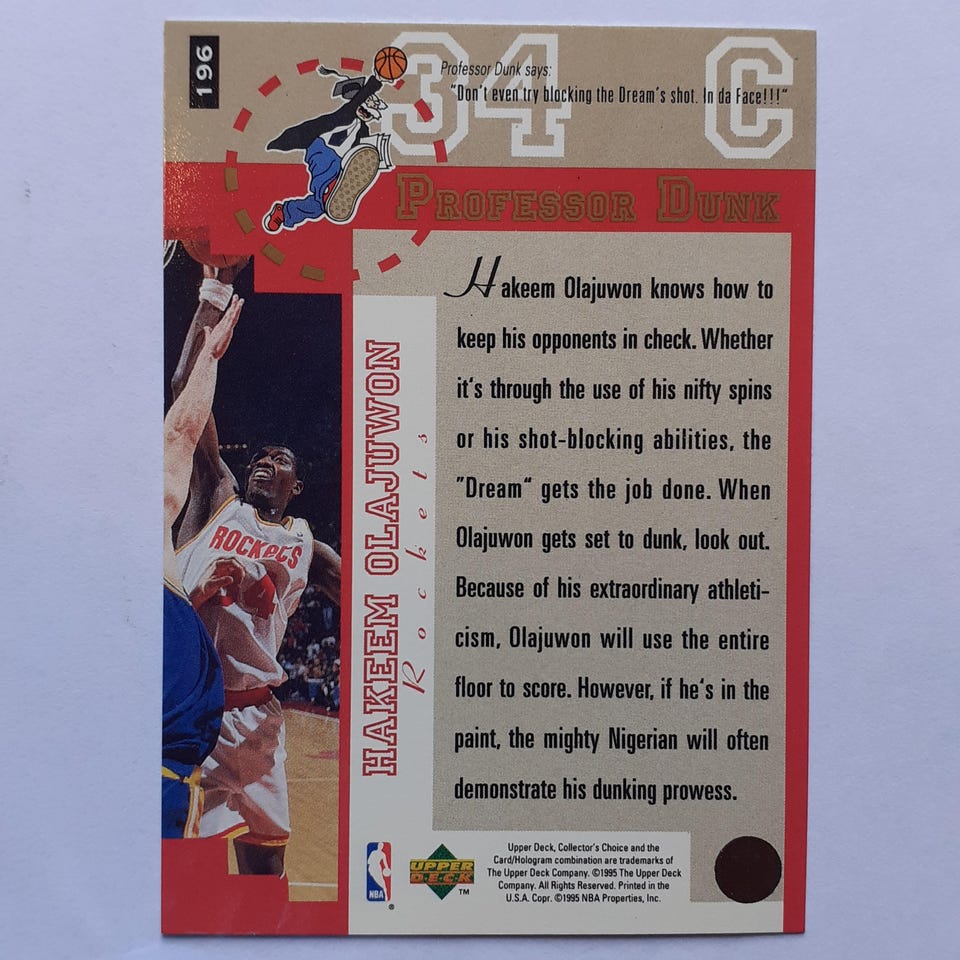 196
34 C
Professor Dunk says:
"Don't even try blocking the Dream's shot. In da Face!!!"
PROFESSOR DUNK
HAKEEM OLAJUWON
Rockets
ROCKETS
34
Hakeem Olajuwon knows how to
keep his opponents in check. Whether
it's through the use of his nifty spins
or his shot-blocking abilities, the
"Dream" gets the job done. When
Olajuwon gets set to dunk, look out.
Because of his extraordinary athleti-
cism, Olajuwon will use the entire
floor to score. However, if he's in the
paint, the mighty Nigerian will often
demonstrate his dunking prowess.
NBA ®
UPPER
DECK ™
Upper Deck, Collector's Choice and the
Card/Hologram combination are trademarks of
The Upper Deck Company. ©1995 The Upper Deck
Company. All Rights Reserved. Printed in the
U.S.A. Copr. ©1995 NBA Properties, Inc.